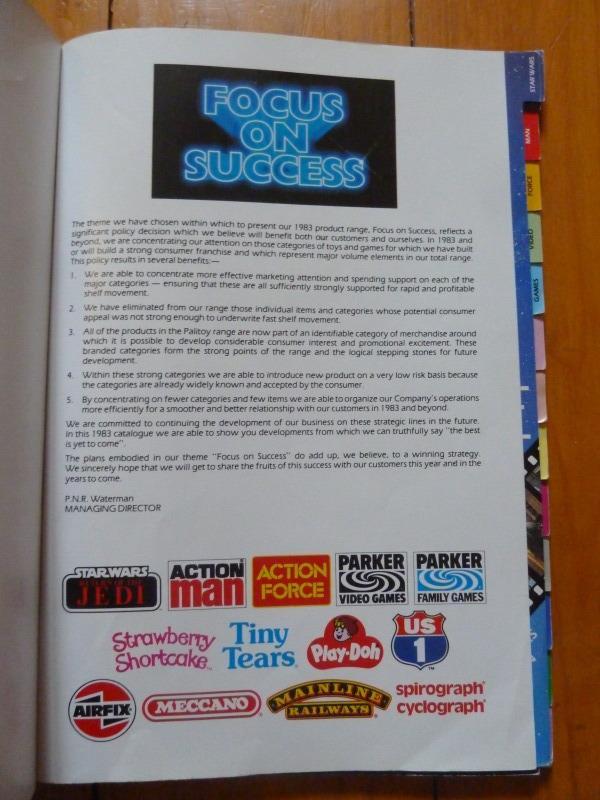 FOCUS
ON
SUCCESS
The theme we have chosen within which to present our 1983 product range, Focus on Success, reflects a
significant policy decision which we believe will benefit both our customers and ourselves. In 1983 and
beyond, we are concentrating our attention on those categories of toys and games for which we have built
or will build a strong consumer franchise and which represent major volume elements in our total range.
This policy results in several benefits:—
1. We are able to concentrate more effective marketing attention and spending support on each of the
major categories — ensuring that these are all sufficiently strongly supported for rapid and profitable
shelf movement.
2. We have eliminated from our range those individual items and categories whose potential consumer
appeal was not strong enough to underwrite fast shelf movement.
3. All of the products in the Palitoy range are now part of an identifiable category of merchandise around
which it is possible to develop considerable consumer interest and promotional excitement. These
branded categories form the strong points of the range and the logical stepping stones for future
development.
4. Within these strong categories we are able to introduce new product on a very low risk basis because
the categories are already widely known and accepted by the consumer.
5. By concentrating on fewer categories and few items we are able to organize our Company's operations
more efficiently for a smoother and better relationship with our customers in 1983 and beyond.
We are committed to continuing the development of our business on these strategic lines in the future.
In this 1983 catalogue we are able to show you developments from which we can truthfully say "the best
is yet to come".
The plans embodied in our theme "Focus on Success" do add up, we believe, to a winning strategy.
We sincerely hope that we will get to share the fruits of this success with our customers this year and in the
years to come.
P.N.R. Waterman
MANAGING DIRECTOR
STAR WARS
RETURN OF THE
JEDI
ACTION
man
ACTION
FORCE
PARKER
VIDEO GAMES
PARKER
FAMILY GAMES
Strawberry
Shortcake™
Tiny
Tears®
Play-Doh
US
1
™
AIRFIX®
MECCANO®
MAINLINE
RAILWAYS
spirograph®
cyclograph®
STAR WARS
MAN
FORCE
VIDEO
GAMES